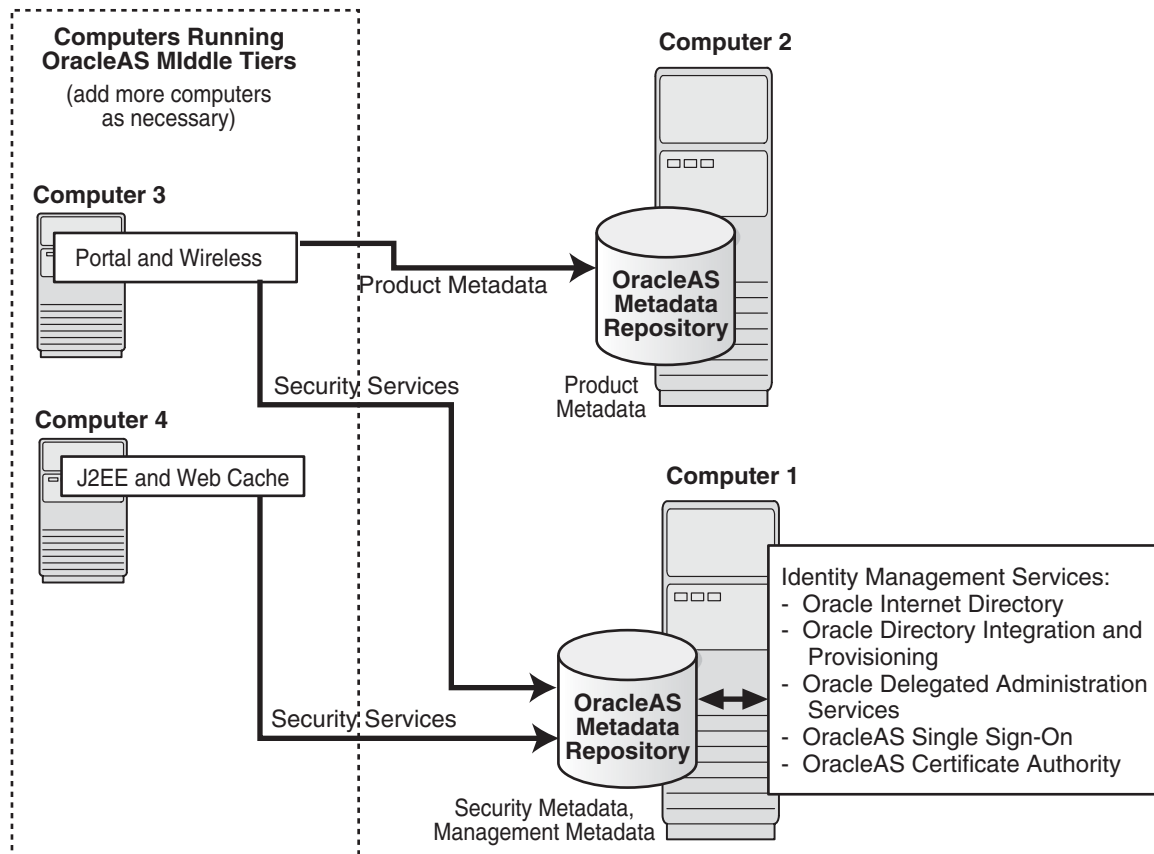 Computers Running
OracleAS MIddle Tiers
(add more computers
as necessary)
Computer 2
Computer 3
Portal and Wireless
Product Metadata
OracleAS
Metadata
Repository
Product
Metadata
Security Services
Computer 4
J2EE and Web Cache
Computer 1
Identity Management Services:
- Oracle Internet Directory
- Oracle Directory Integration and
Provisioning
- Oracle Delegated Administration
Services
- OracleAS Single Sign-On
- OracleAS Certificate Authority
Security Services
OracleAS
Metadata
Repository
Security Metadata,
Management Metadata